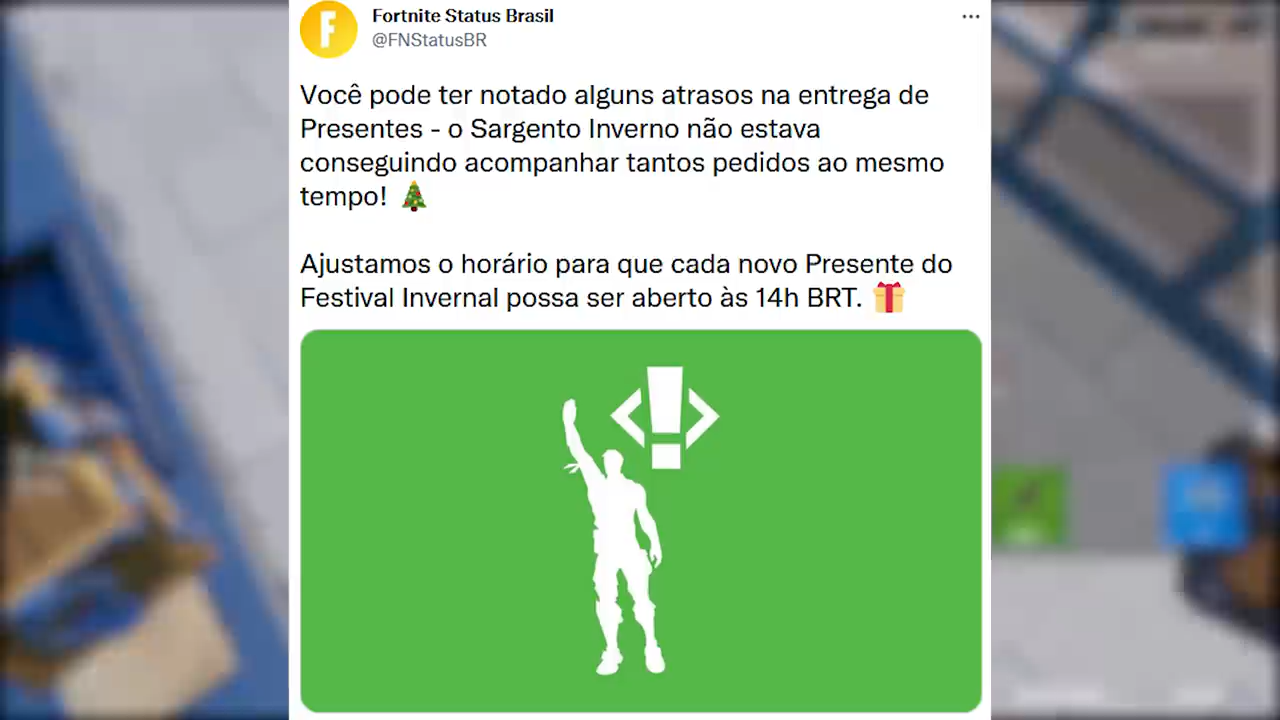 Fortnite Status Brasil
@FNStatusBR
Você pode ter notado alguns atrasos na entrega de
Presentes - o Sargento Inverno não estava
conseguindo acompanhar tantos pedidos ao mesmo
tempo! 🎄
Ajustamos o horário para que cada novo Presente do
Festival Invernal possa ser aberto às 14h BRT. 🎁